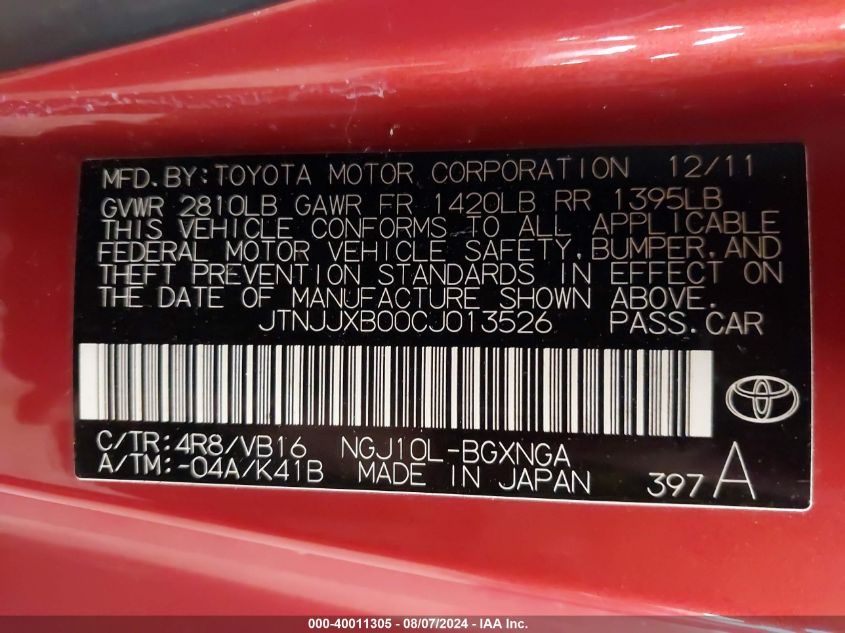 MFD.BY:TOYOTA MOTOR CORPORATION 12/11
GVWR 2810LB GAWR FR 1420LB RR 1395LB
THIS VEHICLE CONFORMS TO ALL APPLICABLE
FEDERAL MOTOR VEHICLE SAFETY,BUMPER,AND
THEFT PREVENTION STANDARDS IN EFFECT ON
THE DATE OF MANUFACTURE SHOWN ABOVE.
JTNJJXB00CJ013526 PASS.CAR
C/TR:4R8/VB16 NGJ10L-BGXNGA
A/TM:-04A/K41B MADE IN JAPAN 397 A
000-40011305 - 08/07/2024 - IAA Inc.